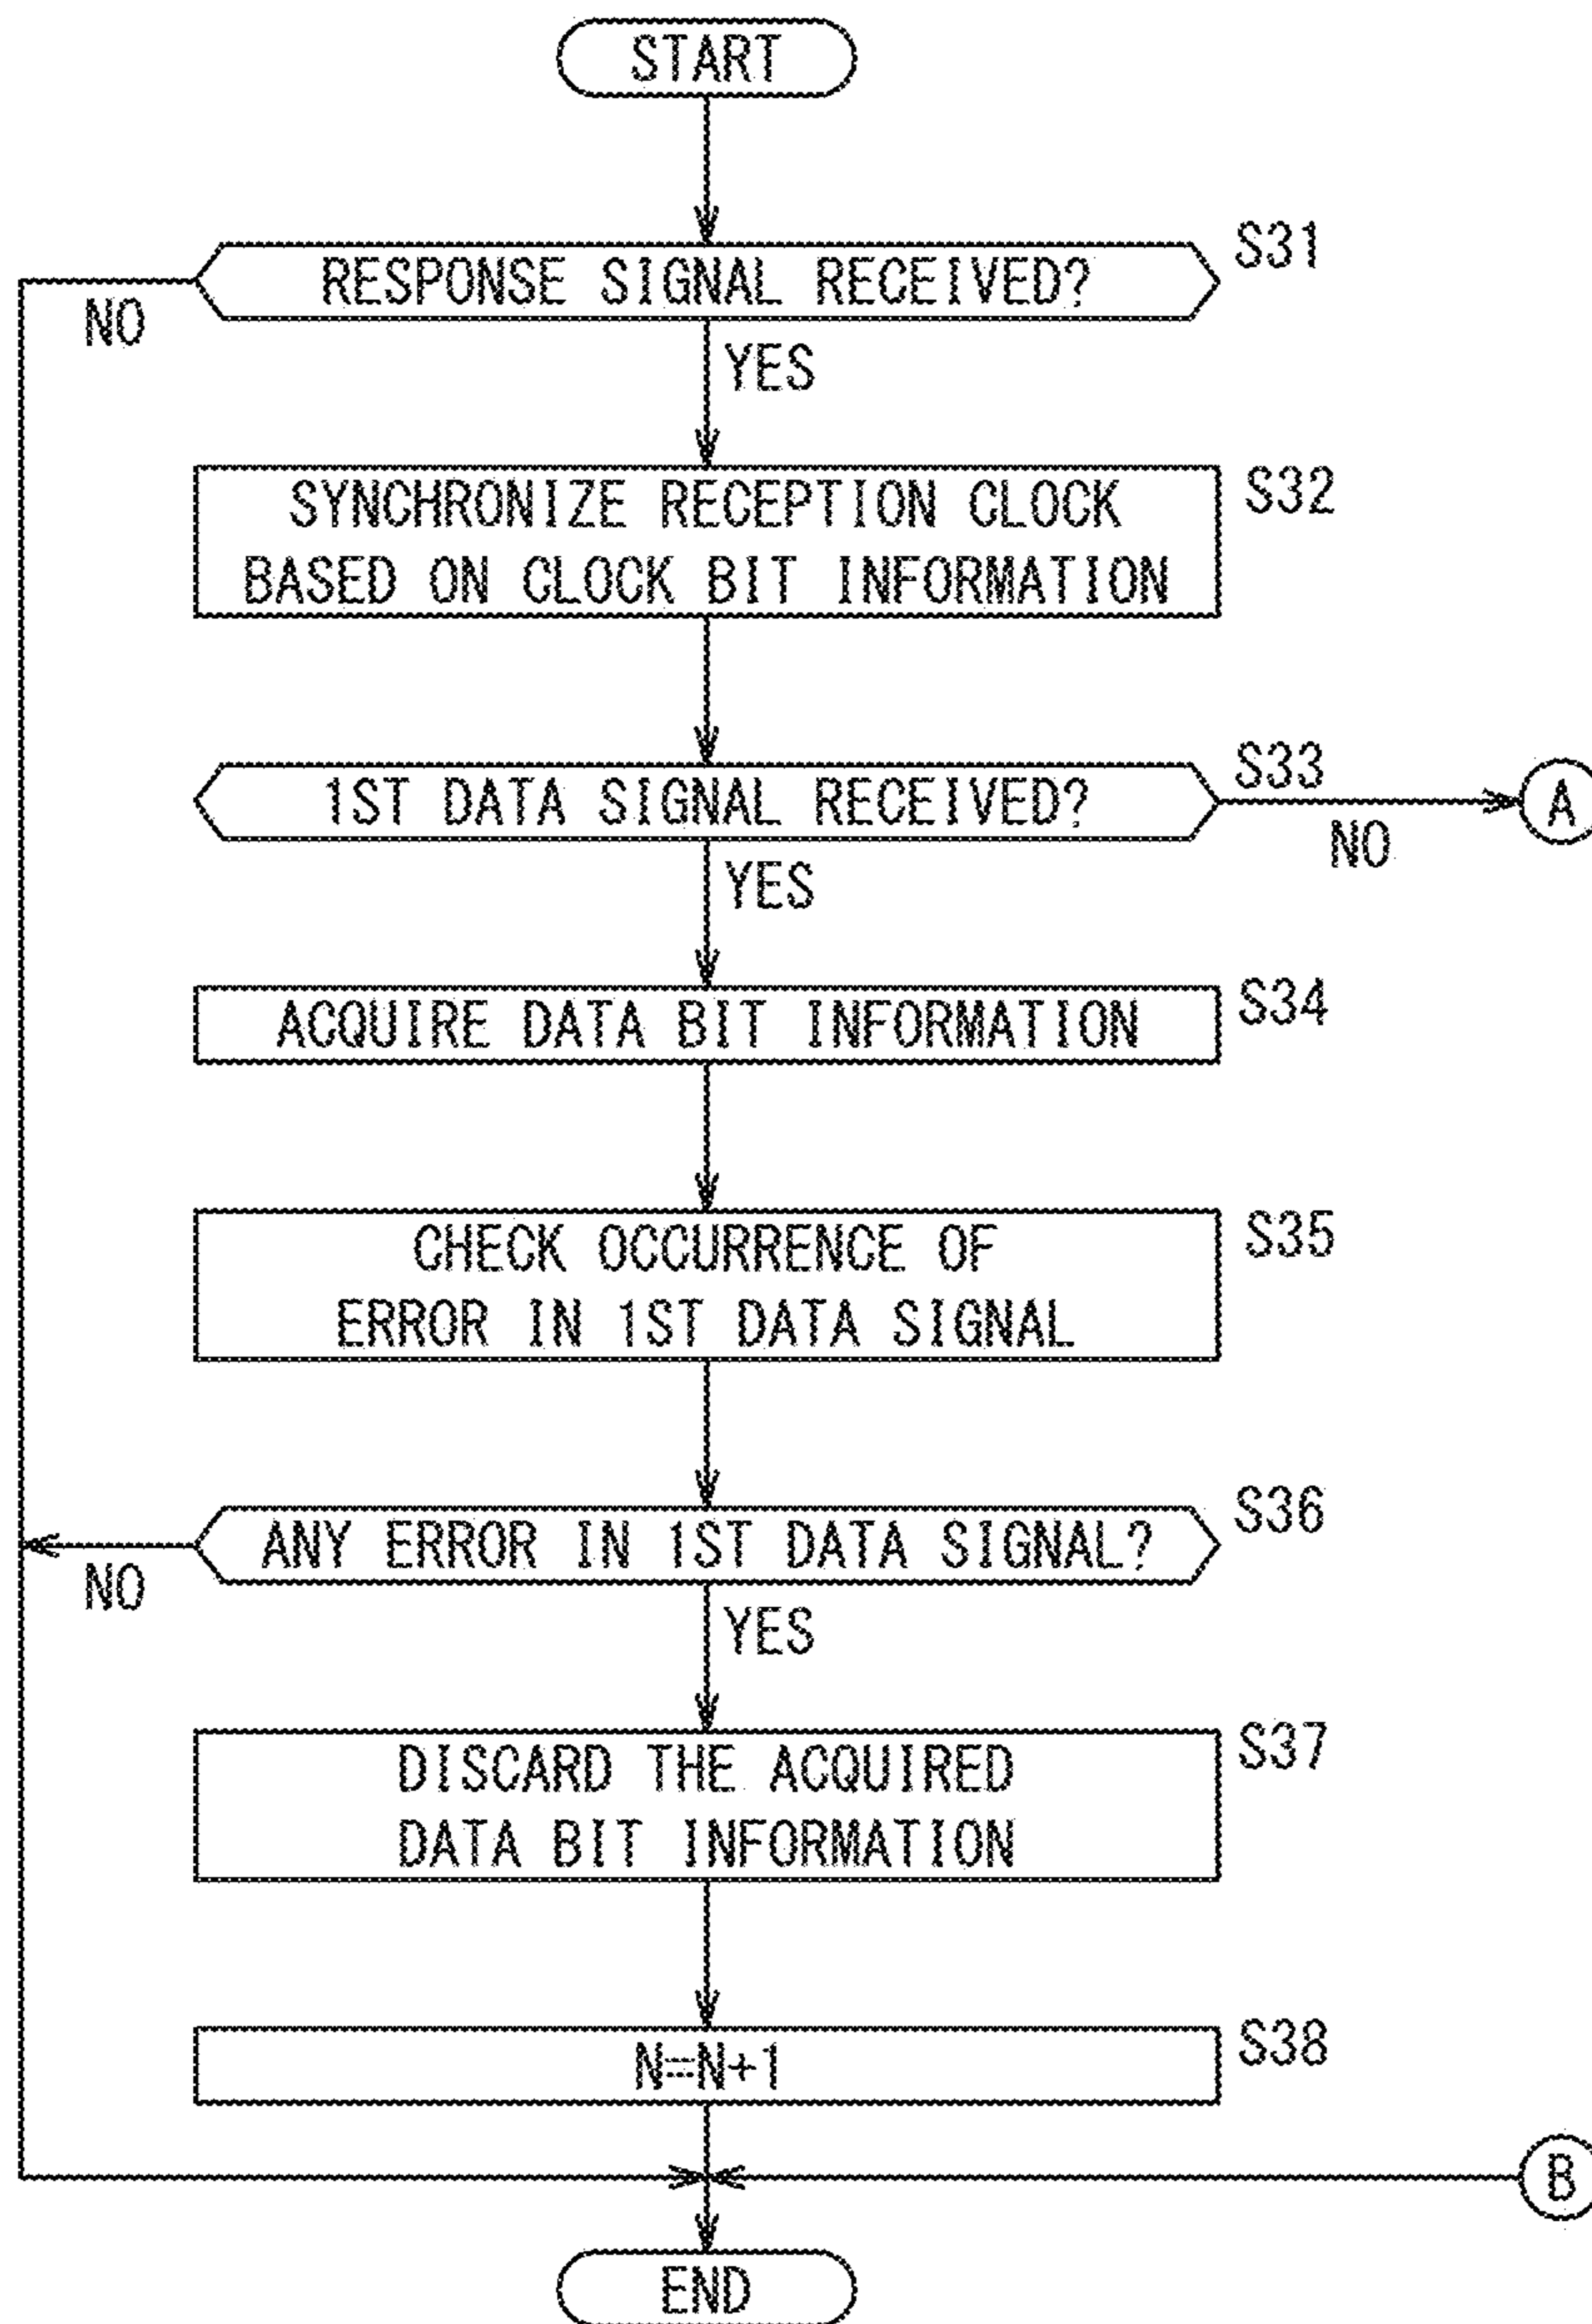 START
RESPONSE SIGNAL RECEIVED?
S31
NO
YES
SYNCHRONIZE RECEPTION CLOCK
BASED ON CLOCK BIT INFORMATION
S32
1ST DATA SIGNAL RECEIVED?
S33
A
NO
YES
ACQUIRE DATA BIT INFORMATION
S34
CHECK OCCURRENCE OF
ERROR IN 1ST DATA SIGNAL
S35
ANY ERROR IN 1ST DATA SIGNAL?
S36
NO
YES
DISCARD THE ACQUIRED
DATA BIT INFORMATION
S37
N=N+1
S38
B
END